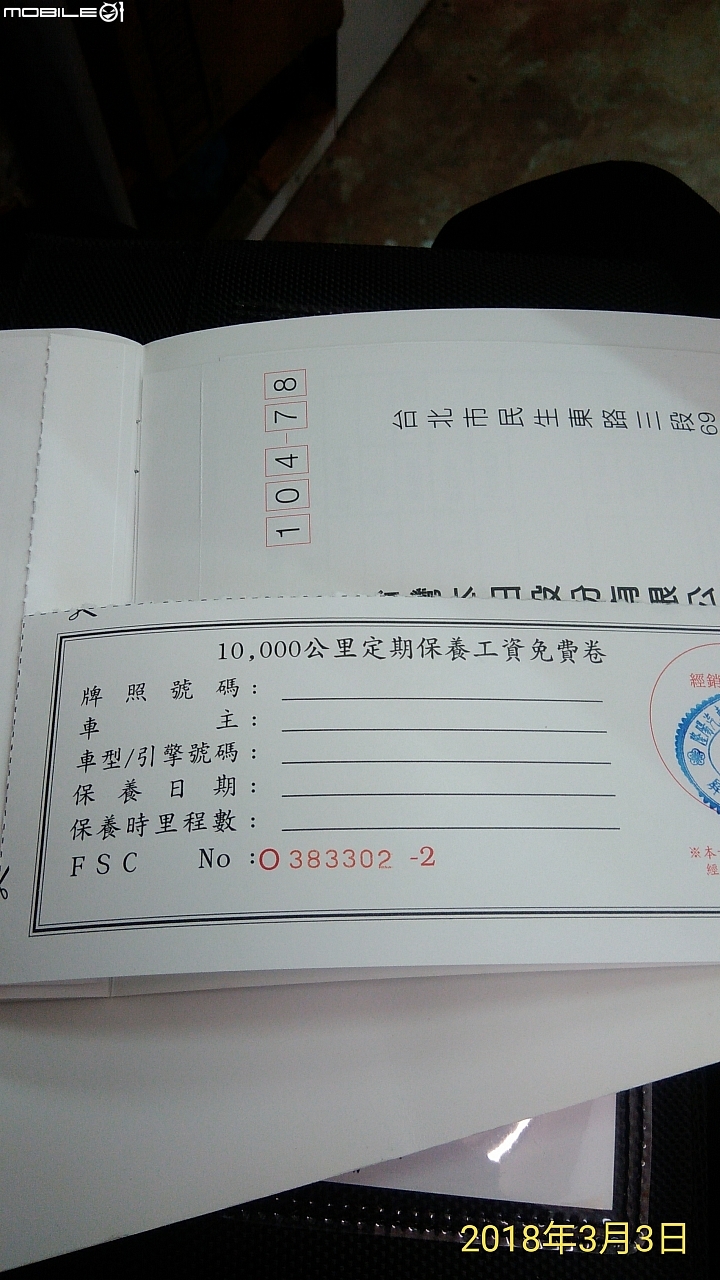 MOBILE01
104-78
台北市民生東路三段69
10,000公里定期保養工資免費卷
牌照號碼：
車主：
車型/引擎號碼：
保養日期：
保養時里程數：
FSC No：O 383302 -2
經銷
※本
經
2018年3月3日